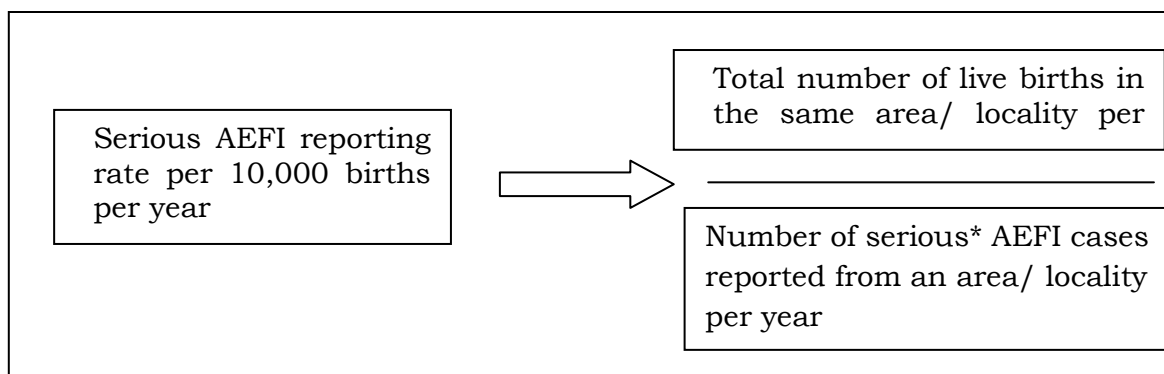 Serious AEFI reporting
rate per 10,000 births
per year
Total number of live births in
the same area/ locality per
Number of serious* AEFI cases
reported from an area/ locality
per year